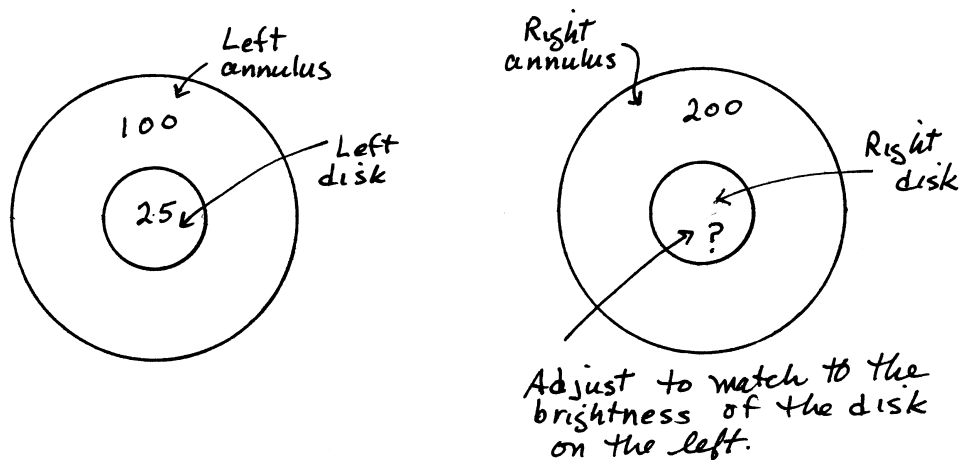 Left
annulus
100
Left
disk
25
Right
annulus
200
Right
disk
?
Adjust to match to the
brightness of the disk
on the left.